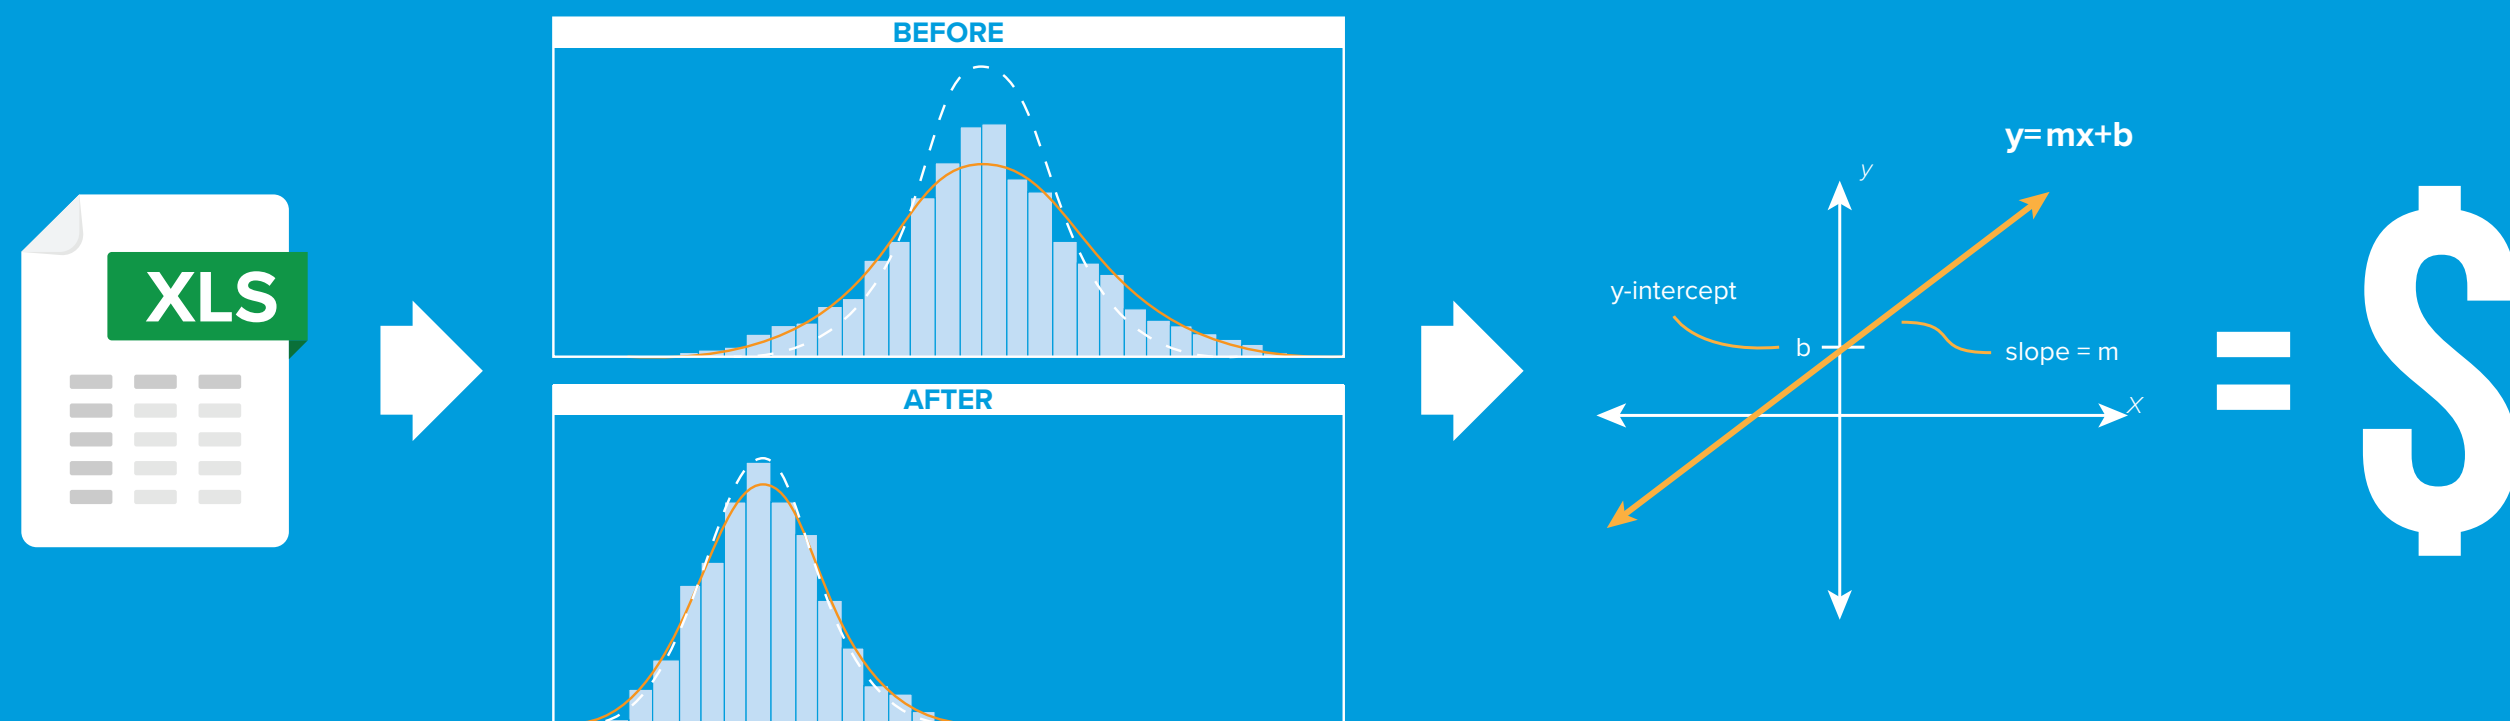 XLS
BEFORE
AFTER
y=mx+b
y
y-intercept
b
slope = m
X
=
$